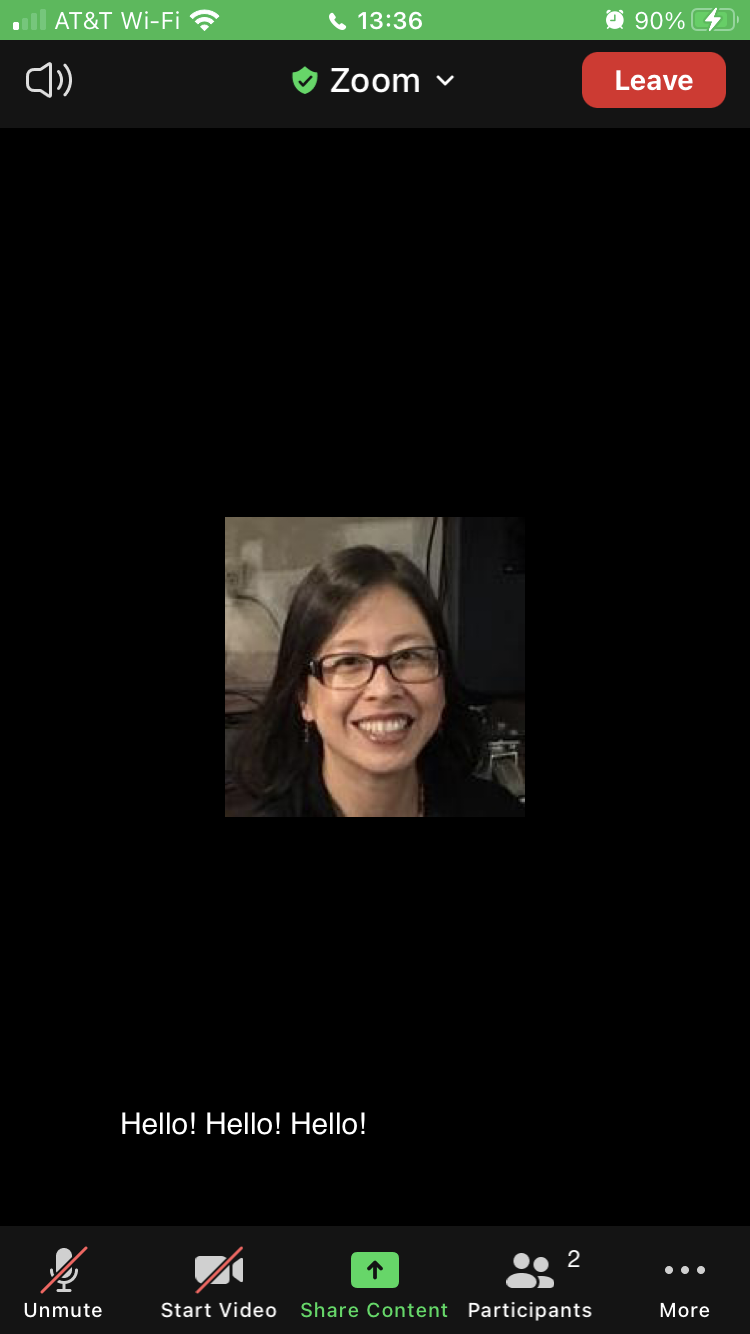 AT&T Wi-Fi 13:36 90%
Zoom Leave
Hello! Hello! Hello!
2
Unmute Start Video Share Content Participants More